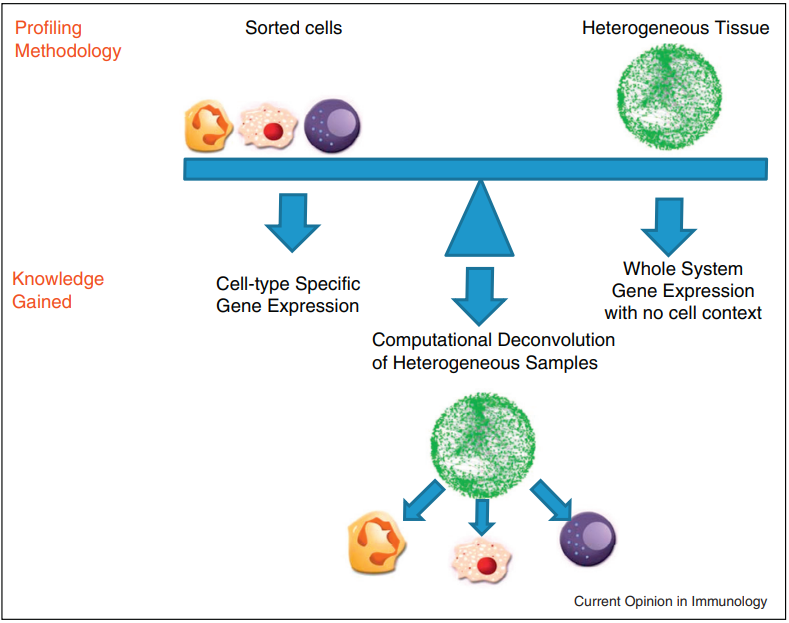 Profiling
Methodology
Sorted cells
Heterogeneous Tissue
Knowledge
Gained
Cell-type Specific
Gene Expression
Whole System
Gene Expression
with no cell context
Computational Deconvolution
of Heterogeneous Samples
Current Opinion in Immunology